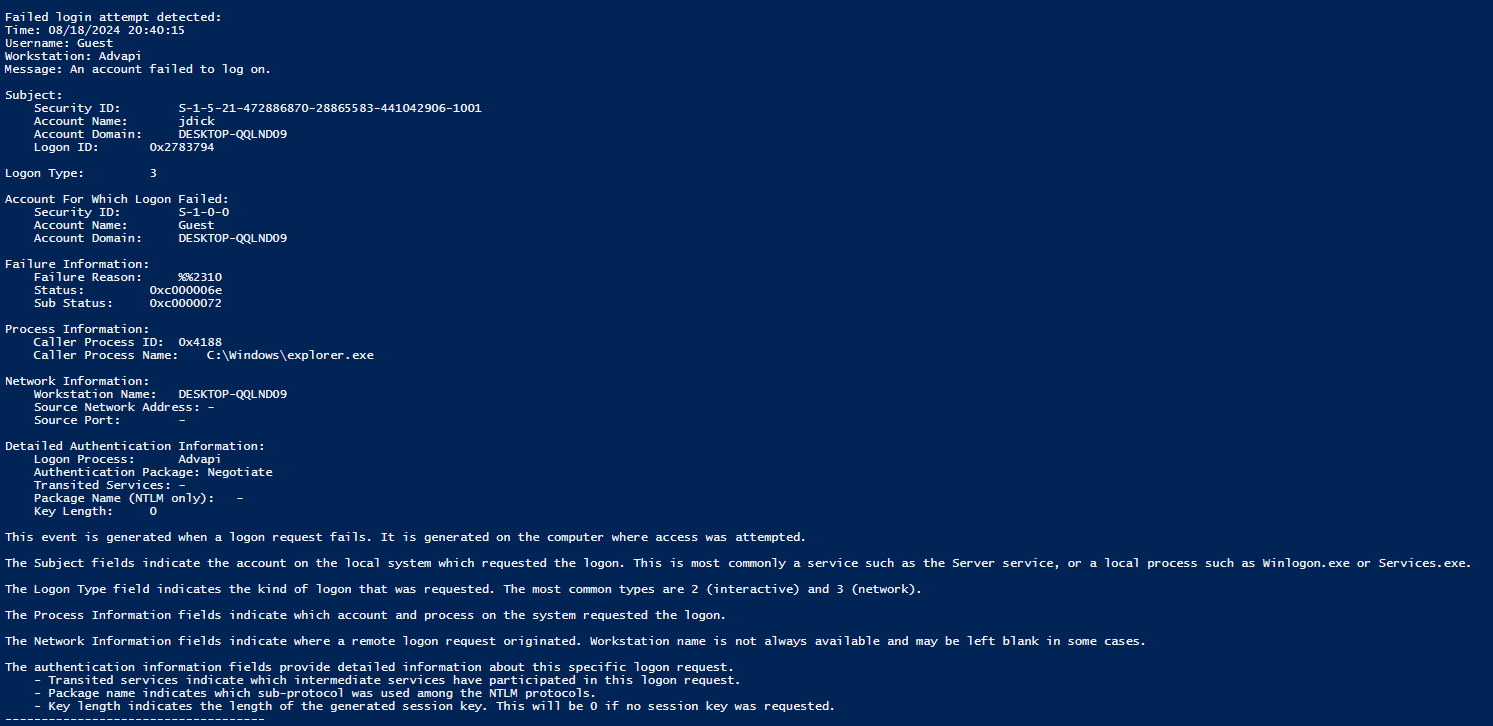 Failed login attempt detected:
Time: 08/18/2024 20:40:15
Username: Guest
Workstation: Advapi
Message: An account failed to log on.

Subject:
    Security ID:        S-1-5-21-472886870-28865583-441042906-1001
    Account Name:       jdick
    Account Domain:     DESKTOP-QQLND09
    Logon ID:       0x2783794

Logon Type:         3

Account For Which Logon Failed:
    Security ID:        S-1-0-0
    Account Name:       Guest
    Account Domain:     DESKTOP-QQLND09

Failure Information:
    Failure Reason:     %%2310
    Status:         0xc000006e
    Sub Status:     0xc0000072

Process Information:
    Caller Process ID:  0x4188
    Caller Process Name:    C:\Windows\explorer.exe

Network Information:
    Workstation Name:   DESKTOP-QQLND09
    Source Network Address: -
    Source Port:        -

Detailed Authentication Information:
    Logon Process:      Advapi
    Authentication Package: Negotiate
    Transited Services: -
    Package Name (NTLM only):   -
    Key Length:     0

This event is generated when a logon request fails. It is generated on the computer where access was attempted.

The Subject fields indicate the account on the local system which requested the logon. This is most commonly a service such as the Server service, or a local process such as Winlogon.exe or Services.exe.

The Logon Type field indicates the kind of logon that was requested. The most common types are 2 (interactive) and 3 (network).

The Process Information fields indicate which account and process on the system requested the logon.

The Network Information fields indicate where a remote logon request originated. Workstation name is not always available and may be left blank in some cases.

The authentication information fields provide detailed information about this specific logon request.
    - Transited services indicate which intermediate services have participated in this logon request.
    - Package name indicates which sub-protocol was used among the NTLM protocols.
    - Key length indicates the length of the generated session key. This will be 0 if no session key was requested.
------------------------------------